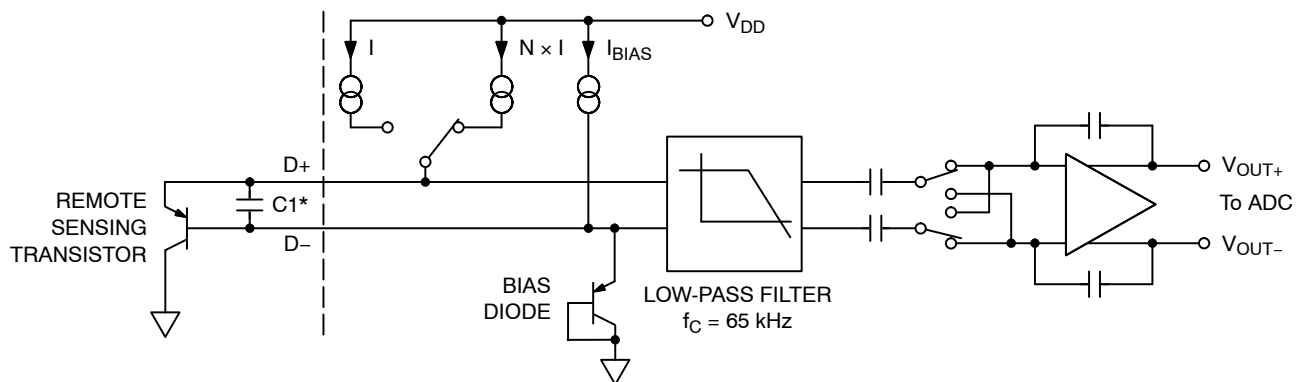 V_DD
I
N × I
I_BIAS
D+
C1*
D−
REMOTE
SENSING
TRANSISTOR
BIAS
DIODE
LOW-PASS FILTER
f_C = 65 kHz
V_OUT+
To ADC
V_OUT−